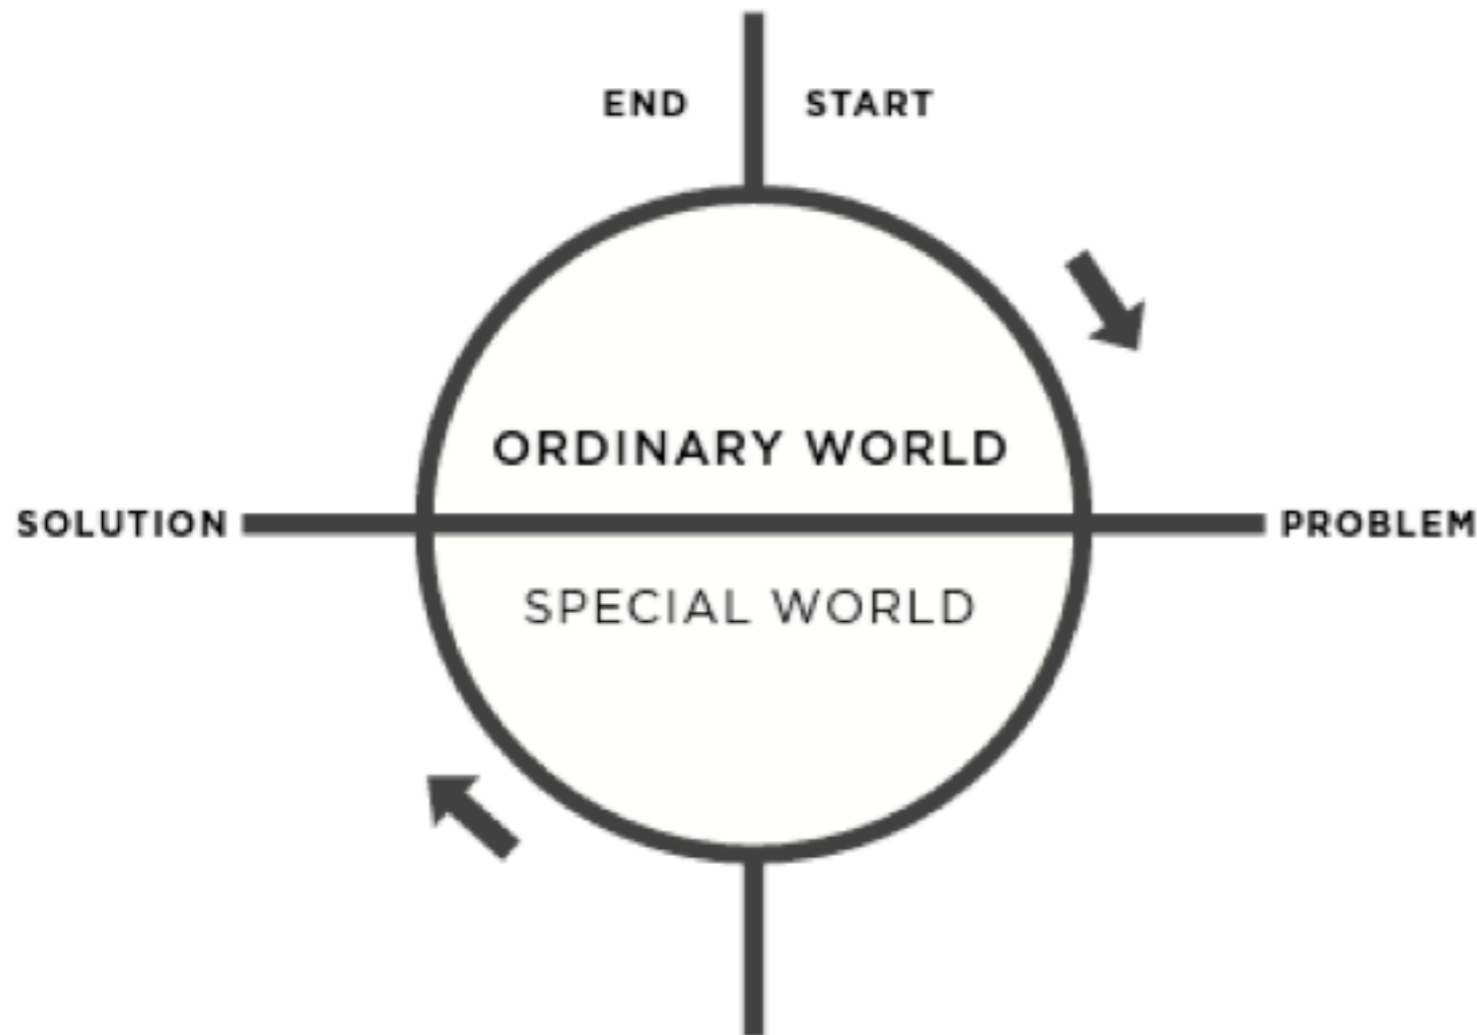 END
START
ORDINARY WORLD
SOLUTION
PROBLEM
SPECIAL WORLD